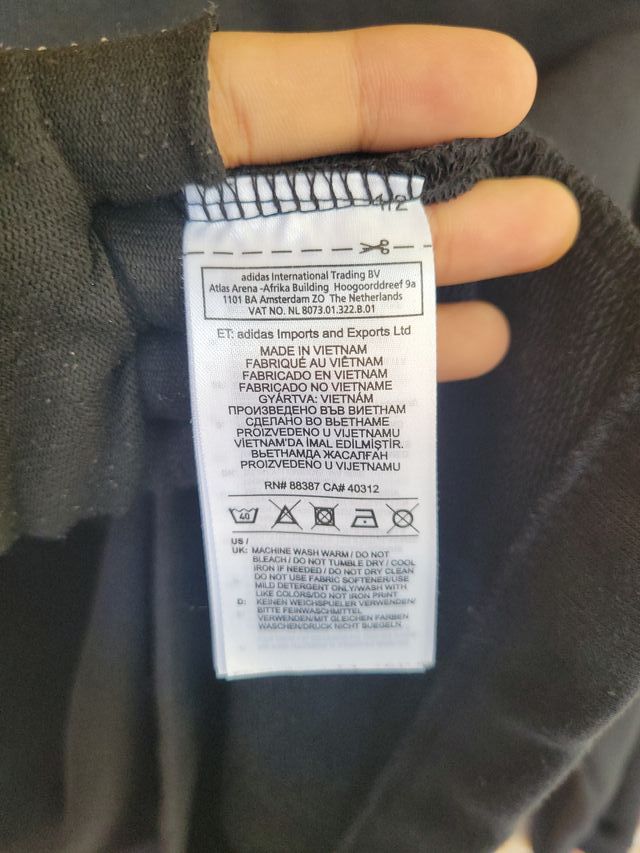 4/2
adidas International Trading BV
Atlas Arena -Afrika Building Hoogoorddreef 9a
1101 BA Amsterdam ZO The Netherlands
VAT NO. NL 8073.01.322.B.01
ET: adidas Imports and Exports Ltd
MADE IN VIETNAM
FABRIQUÉ AU VIÊTNAM
FABRICADO EN VIETNAM
FABRICADO NO VIETNAME
GYÁRTVA: VIETNÁM
ПРОИЗВЕДЕНО ВЪВ ВИЕТНАМ
СДЕЛАНО ВО ВЬЕТНАМЕ
PROIZVEDENO U VIJETNAMU
VİETNAM'DA İMAL EDİLMİŞTİR.
ВЬЕТНАМДА ЖАСАЛҒАН
PROIZVEDENO U VIJETNAMU
RN# 88387 CA# 40312
40
US /
UK: MACHINE WASH WARM / DO NOT
BLEACH / DO NOT TUMBLE DRY / COOL
IRON IF NEEDED / DO NOT DRY CLEAN
DO NOT USE FABRIC SOFTENER/USE
MILD DETERGENT ONLY/WASH WITH
LIKE COLORS/DO NOT IRON PRINT
D: KEINEN WEICHSPUELER VERWENDEN/
BITTE FEINWASCHMITTEL
VERWENDEN/MIT GLEICHEN FARBEN
WASCHEN/DRUCK NICHT BUEGELN